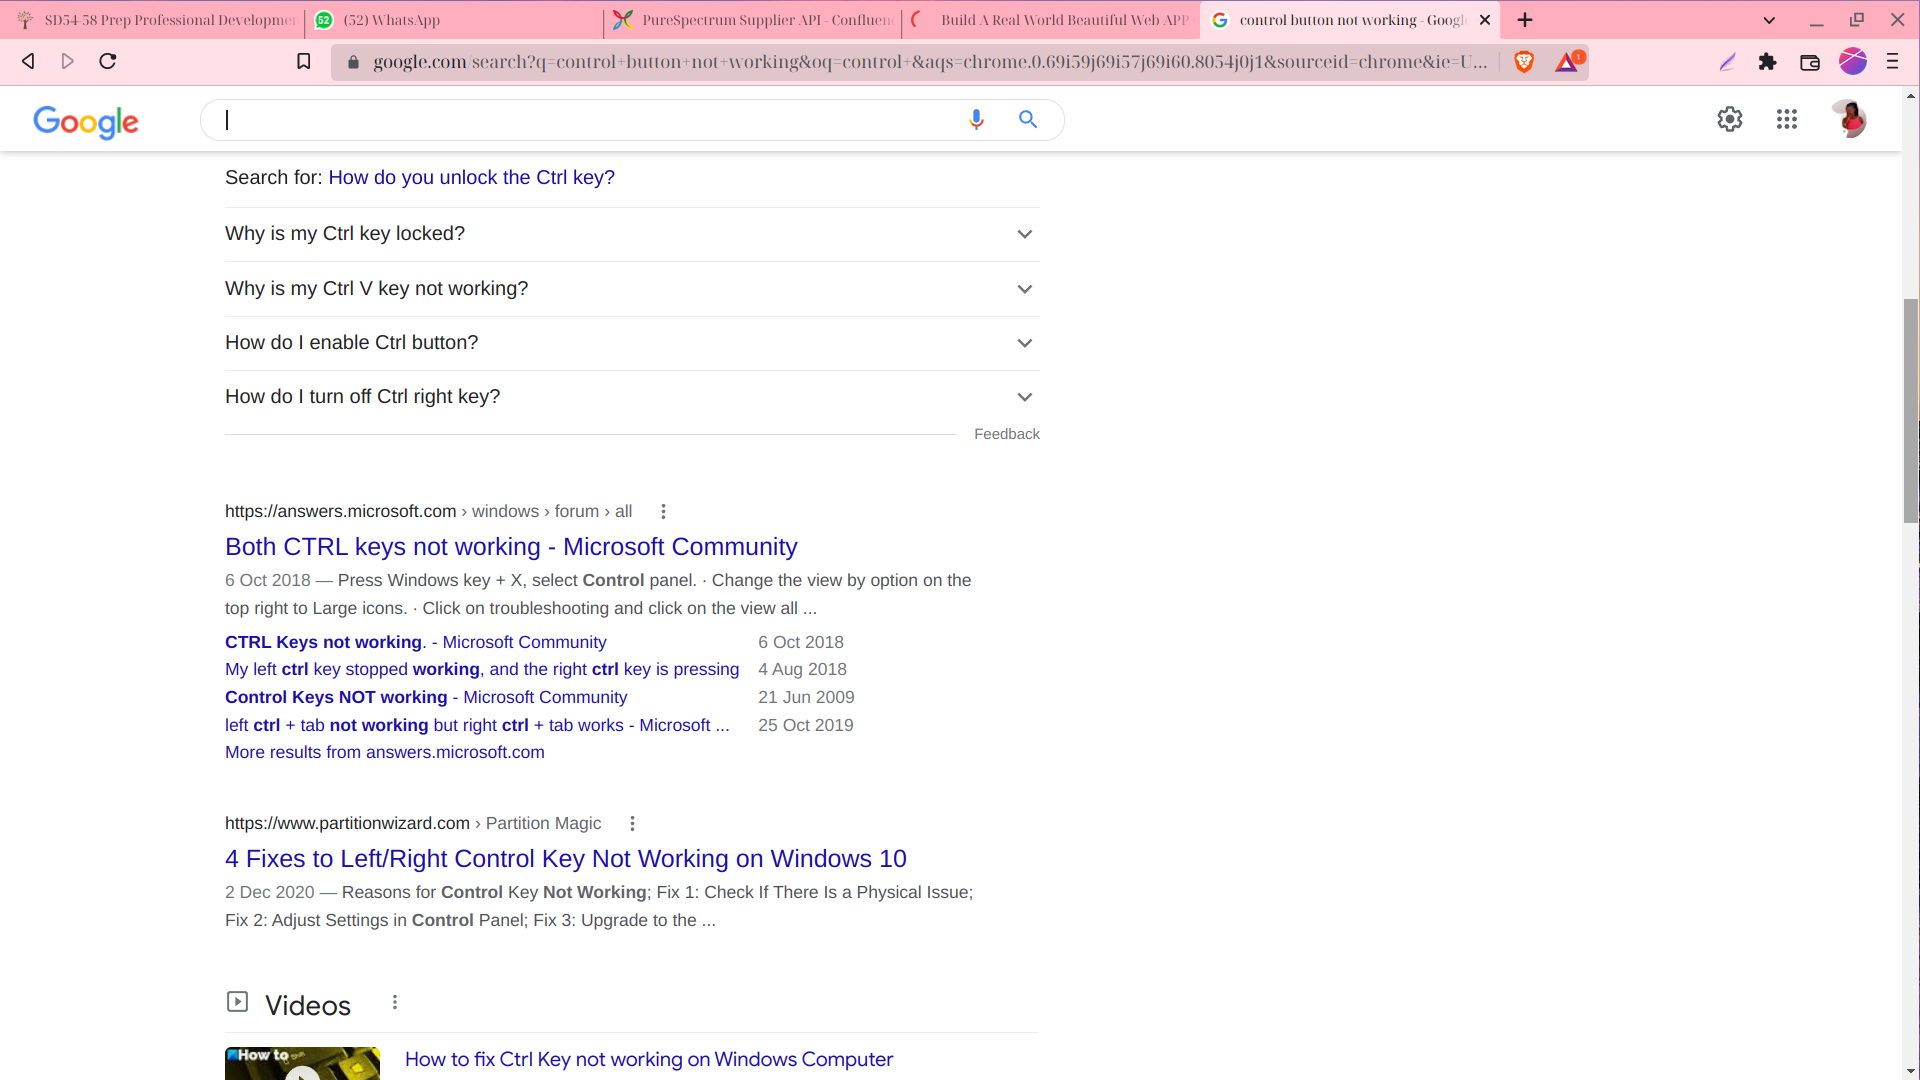 SD54-58 Prep Professional Developme
52
(52) WhatsApp
PureSpectrum Supplier API - Confluen
Build A Real World Beautiful Web APP
control button not working - Googl
google.com/search?q=control+button+not+working&oq=control+&aqs=chrome.0.69i59j69i57j69i60.8054j0j1&sourceid=chrome&ie=U...
1
Google
Search for: How do you unlock the Ctrl key?
Why is my Ctrl key locked?
Why is my Ctrl V key not working?
How do I enable Ctrl button?
How do I turn off Ctrl right key?
Feedback
https://answers.microsoft.com › windows › forum › all
Both CTRL keys not working - Microsoft Community
6 Oct 2018 — Press Windows key + X, select Control panel. · Change the view by option on the
top right to Large icons. · Click on troubleshooting and click on the view all ...
CTRL Keys not working. - Microsoft Community 6 Oct 2018
My left ctrl key stopped working, and the right ctrl key is pressing 4 Aug 2018
Control Keys NOT working - Microsoft Community 21 Jun 2009
left ctrl + tab not working but right ctrl + tab works - Microsoft ... 25 Oct 2019
More results from answers.microsoft.com
https://www.partitionwizard.com › Partition Magic
4 Fixes to Left/Right Control Key Not Working on Windows 10
2 Dec 2020 — Reasons for Control Key Not Working; Fix 1: Check If There Is a Physical Issue;
Fix 2: Adjust Settings in Control Panel; Fix 3: Upgrade to the ...
Videos
How to
How to fix Ctrl Key not working on Windows Computer